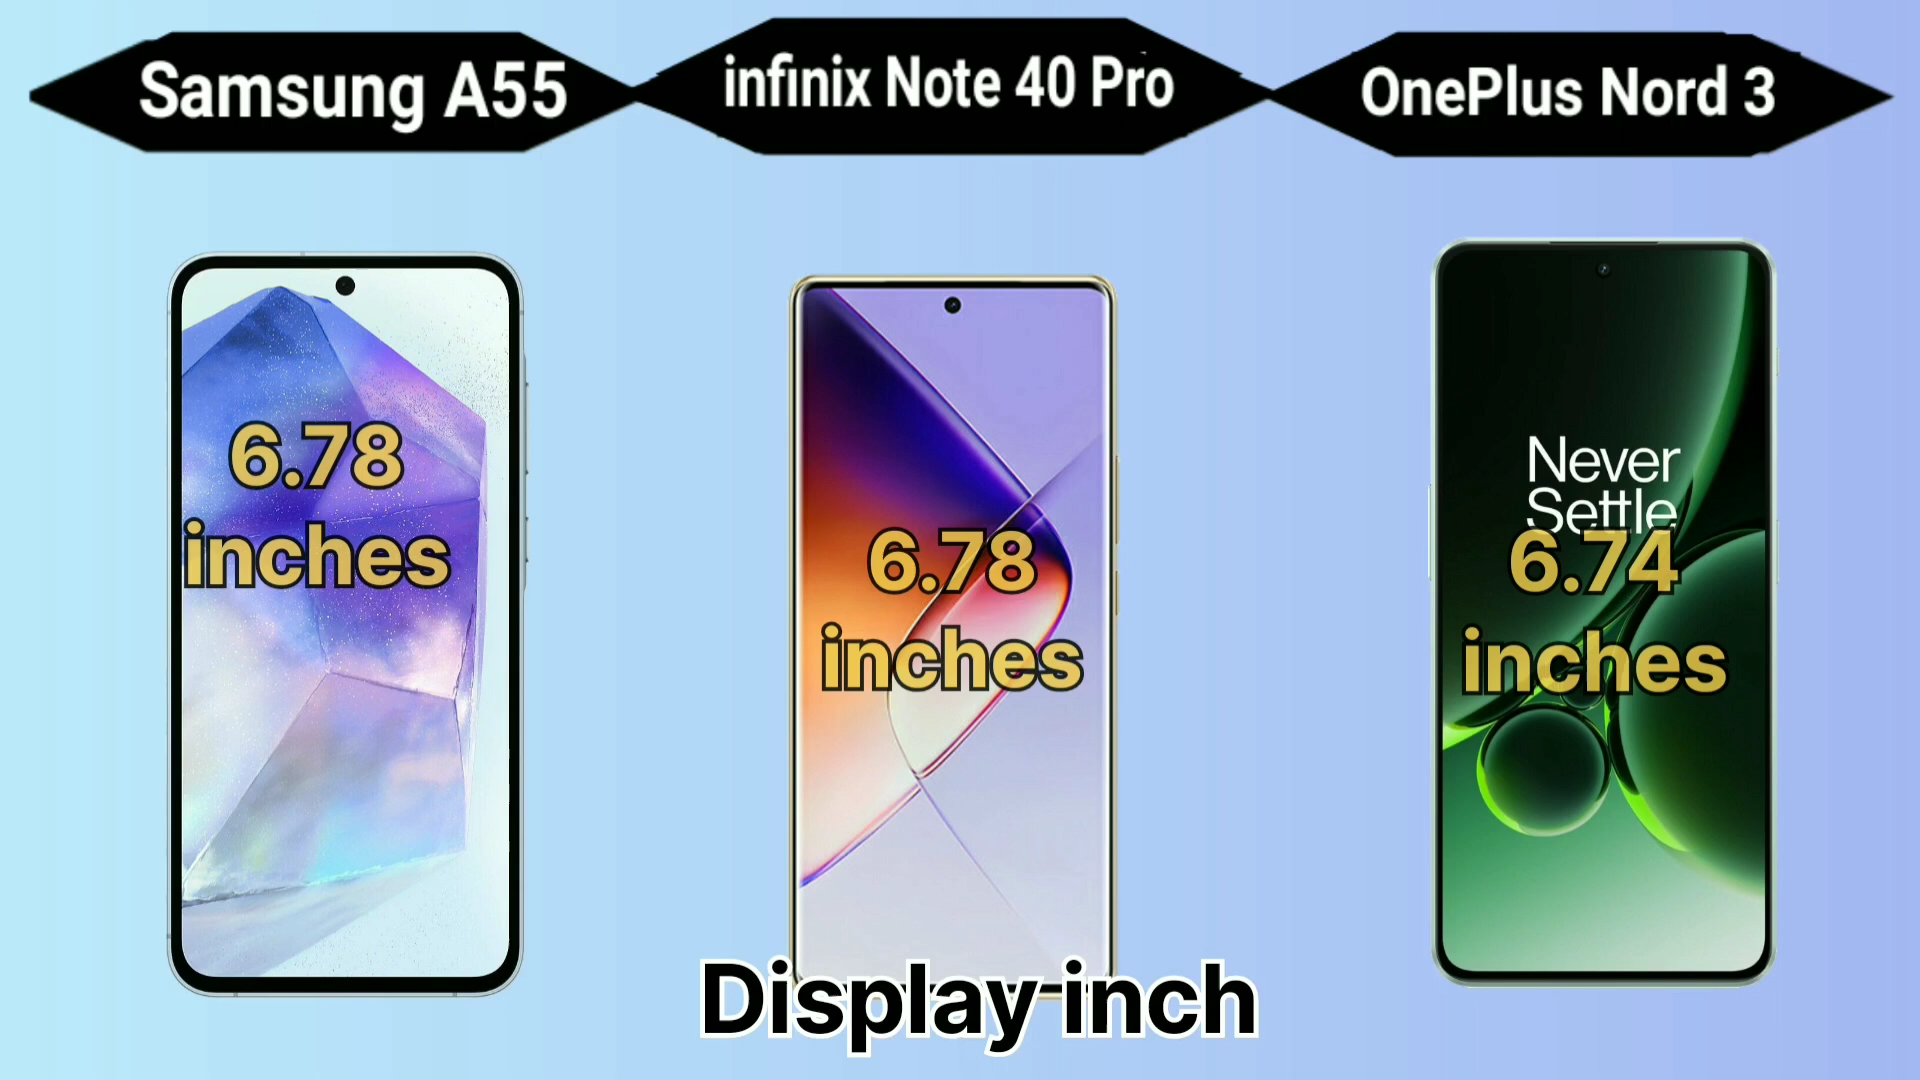 Samsung A55
infinix Note 40 Pro
OnePlus Nord 3
6.78
inches
6.78
inches
Never
Settle
6.74
inches
Display inch